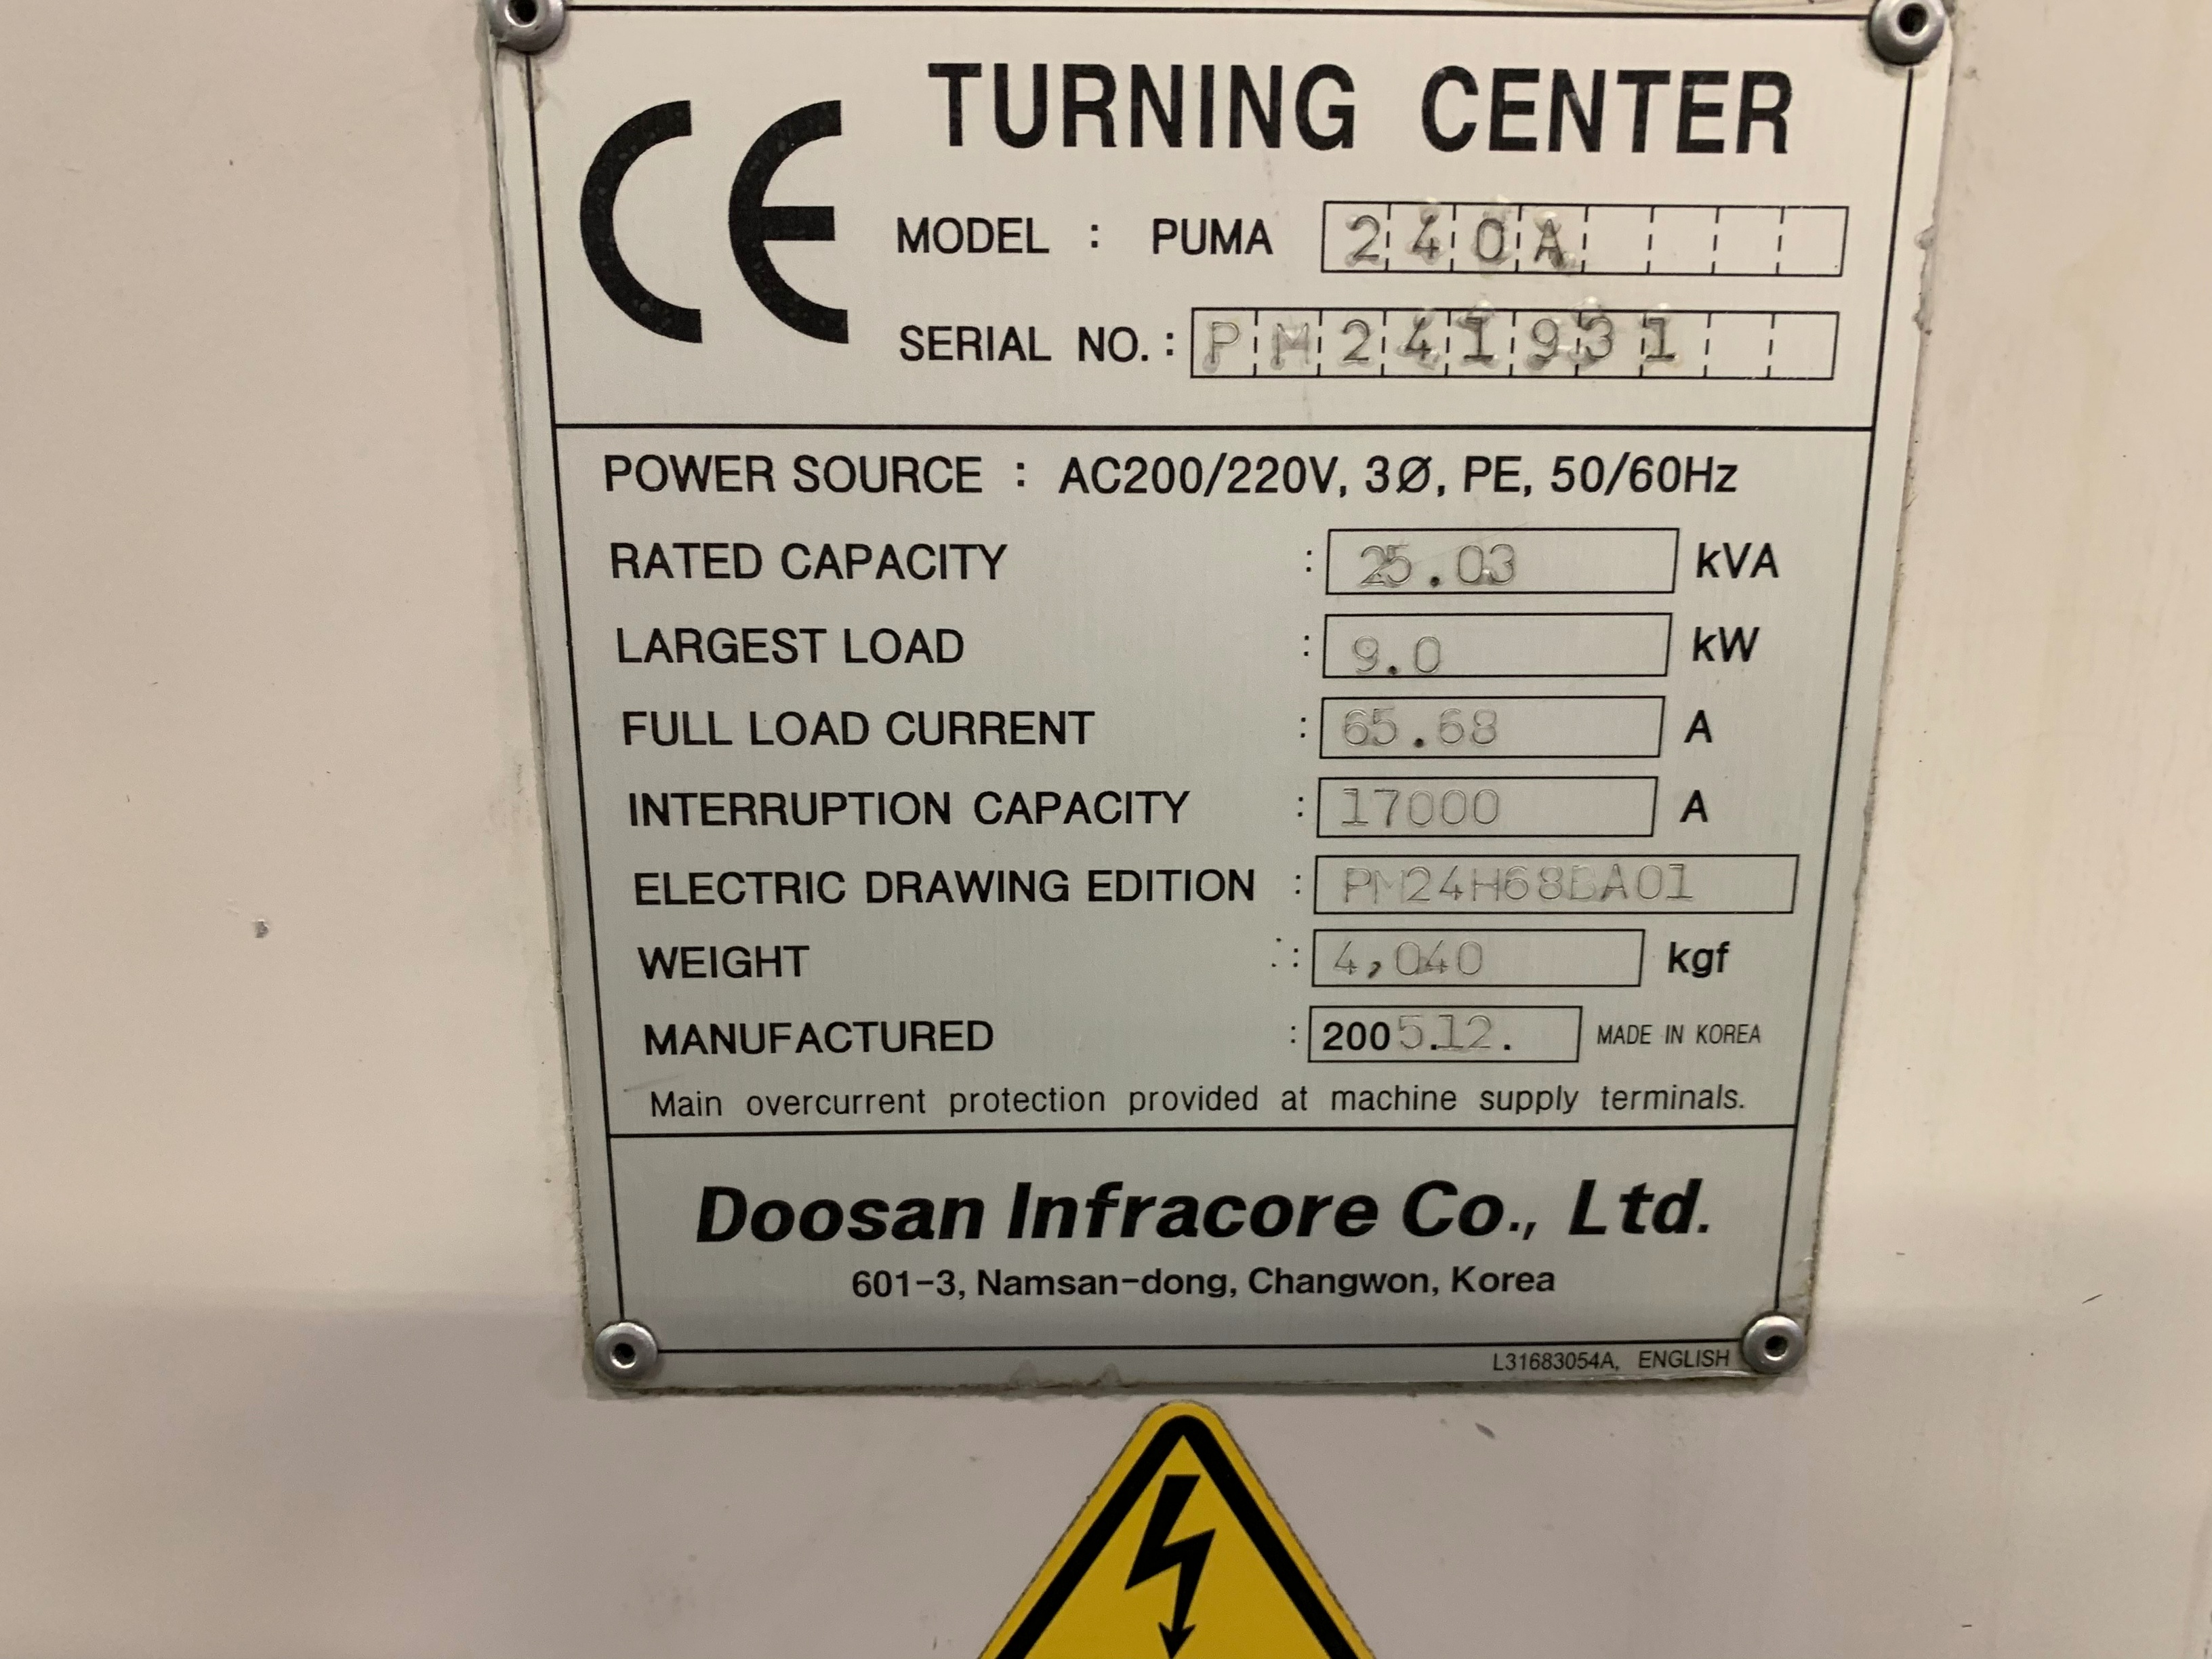 CE
TURNING CENTER
MODEL : PUMA 240A
SERIAL NO. : PM241931
POWER SOURCE : AC200/220V, 3Ø, PE, 50/60Hz
RATED CAPACITY : 25.03 kVA
LARGEST LOAD : 9.0 kW
FULL LOAD CURRENT : 65.68 A
INTERRUPTION CAPACITY : 17000 A
ELECTRIC DRAWING EDITION :
WEIGHT : 4,040 kgf
MANUFACTURED : 2005.12. MADE IN KOREA
Main overcurrent protection provided at machine supply terminals.
Doosan Infracore Co., Ltd.
601-3, Namsan-dong, Changwon, Korea
L31683054A, ENGLISH